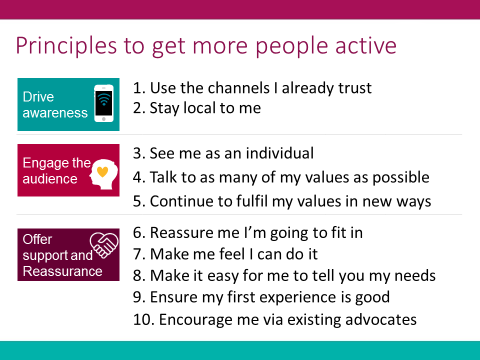 Principles to get more people active
Drive
awareness
1. Use the channels I already trust
2. Stay local to me
Engage the
audience
3. See me as an individual
4. Talk to as many of my values as possible
5. Continue to fulfil my values in new ways
Offer
support and
Reassurance
6. Reassure me I’m going to fit in
7. Make me feel I can do it
8. Make it easy for me to tell you my needs
9. Ensure my first experience is good
10. Encourage me via existing advocates